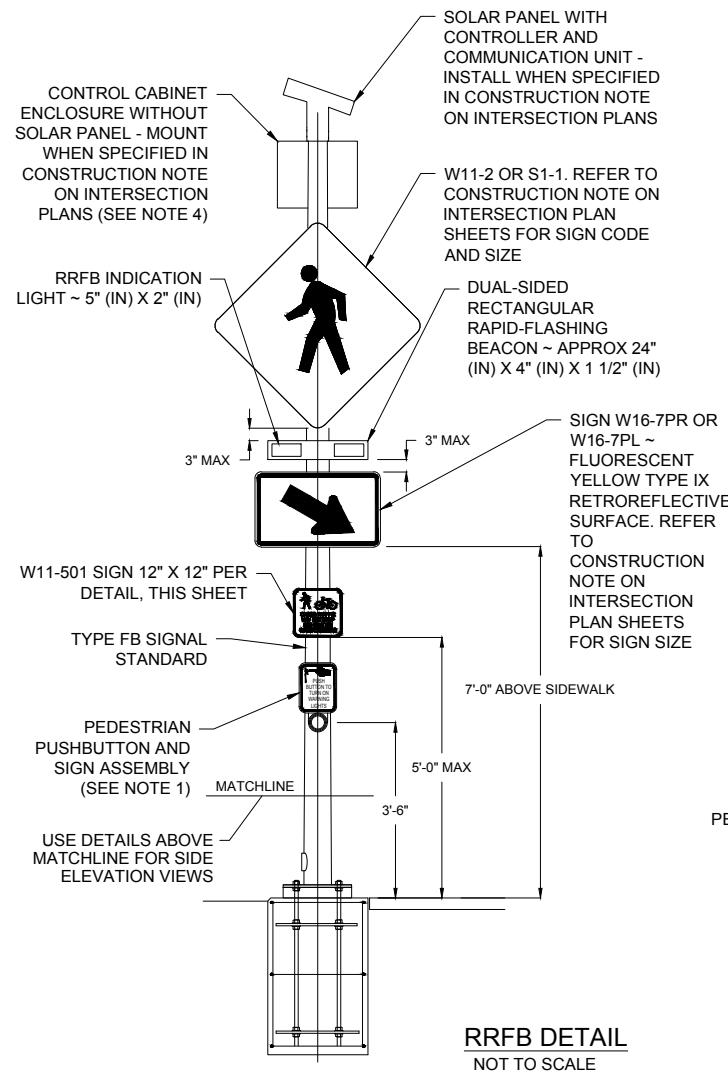 SOLAR PANEL WITH
CONTROLLER AND
COMMUNICATION UNIT -
INSTALL WHEN SPECIFIED
IN CONSTRUCTION NOTE
ON INTERSECTION PLANS
CONTROL CABINET
ENCLOSURE WITHOUT
SOLAR PANEL - MOUNT
WHEN SPECIFIED IN
CONSTRUCTION NOTE
ON INTERSECTION
PLANS (SEE NOTE 4)
W11-2 OR S1-1. REFER TO
CONSTRUCTION NOTE ON
INTERSECTION PLAN
SHEETS FOR SIGN CODE
AND SIZE
RRFB INDICATION
LIGHT ~ 5" (IN) X 2" (IN)
DUAL-SIDED
RECTANGULAR
RAPID-FLASHING
BEACON ~ APPROX 24"
(IN) X 4" (IN) X 1 1/2" (IN)
3" MAX
3" MAX
SIGN W16-7PR OR
W16-7PL ~
FLUORESCENT
YELLOW TYPE IX
RETROREFLECTIVE
SURFACE. REFER
TO
CONSTRUCTION
NOTE ON
INTERSECTION
PLAN SHEETS
FOR SIGN SIZE
W11-501 SIGN 12" X 12" PER
DETAIL, THIS SHEET
TYPE FB SIGNAL
STANDARD
PUSH
BUTTON TO
TURN ON
WARNING
LIGHTS
7'-0" ABOVE SIDEWALK
PEDESTRIAN
PUSHBUTTON AND
SIGN ASSEMBLY
(SEE NOTE 1)
5'-0" MAX
MATCHLINE
3'-6"
PE
USE DETAILS ABOVE
MATCHLINE FOR SIDE
ELEVATION VIEWS
RRFB DETAIL
NOT TO SCALE